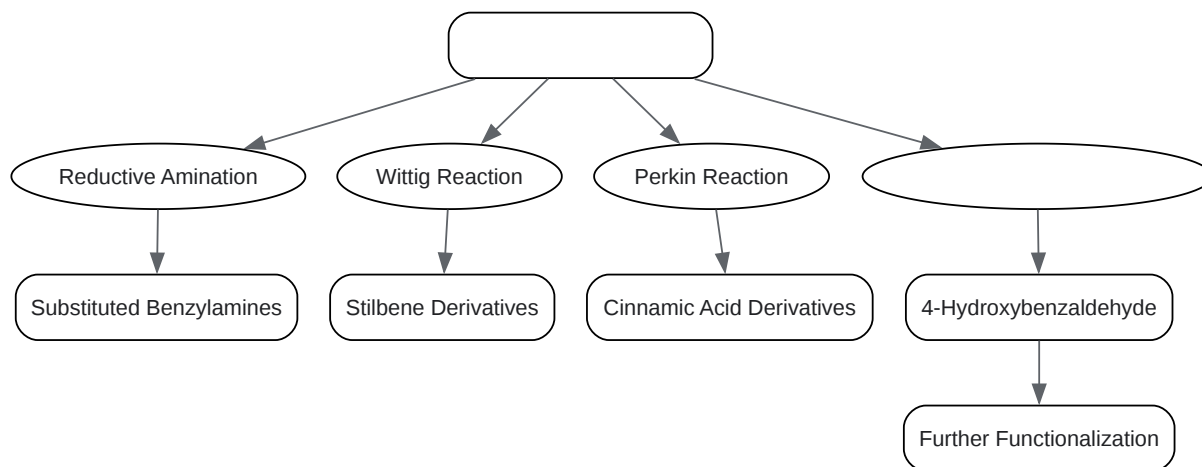 Reductive Amination
Wittig Reaction
Perkin Reaction
Substituted Benzylamines
Stilbene Derivatives
Cinnamic Acid Derivatives
4-Hydroxybenzaldehyde
Further Functionalization